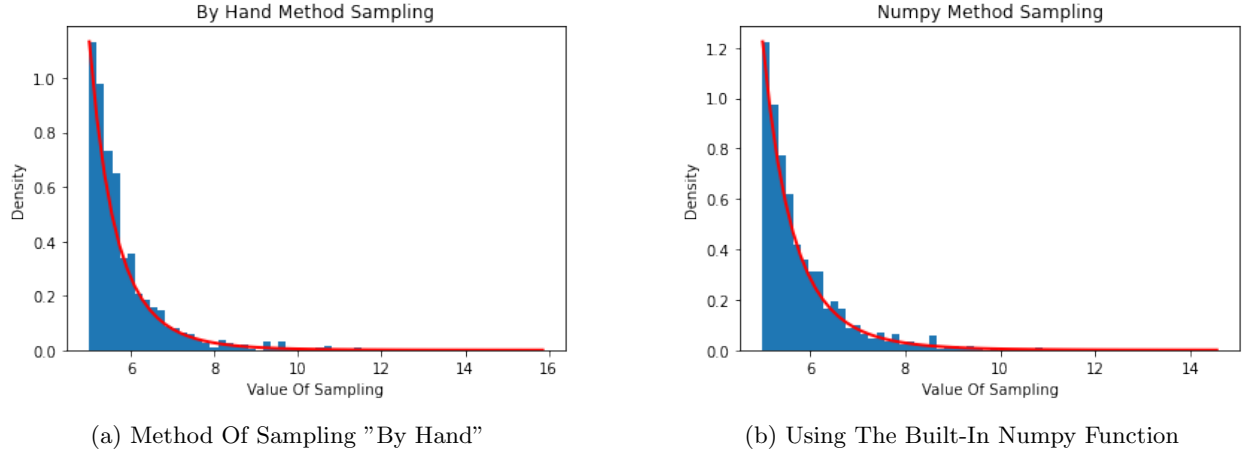 By Hand Method Sampling
1.0
0.8
0.6
0.4
0.2
0.0
Density
6 8 10 12 14 16
Value Of Sampling
(a) Method Of Sampling ”By Hand”
Numpy Method Sampling
1.2
1.0
0.8
0.6
0.4
0.2
0.0
Density
6 8 10 12 14
Value Of Sampling
(b) Using The Built-In Numpy Function